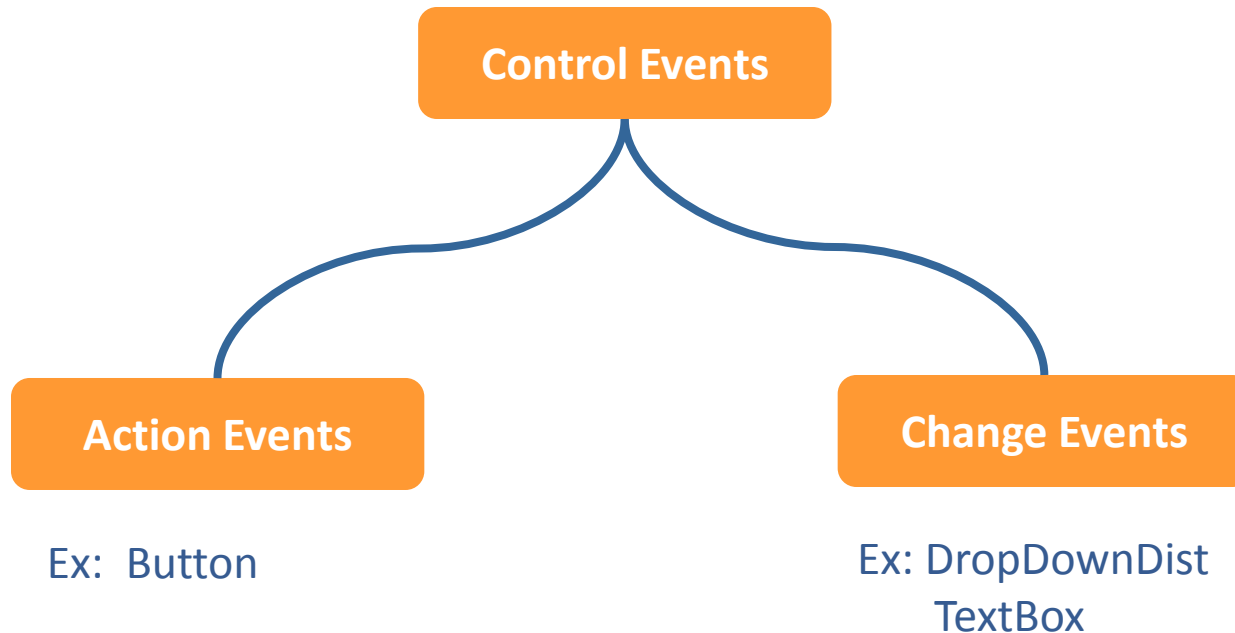 Control Events
Action Events
Change Events
Ex: Button
Ex: DropDownDist
TextBox